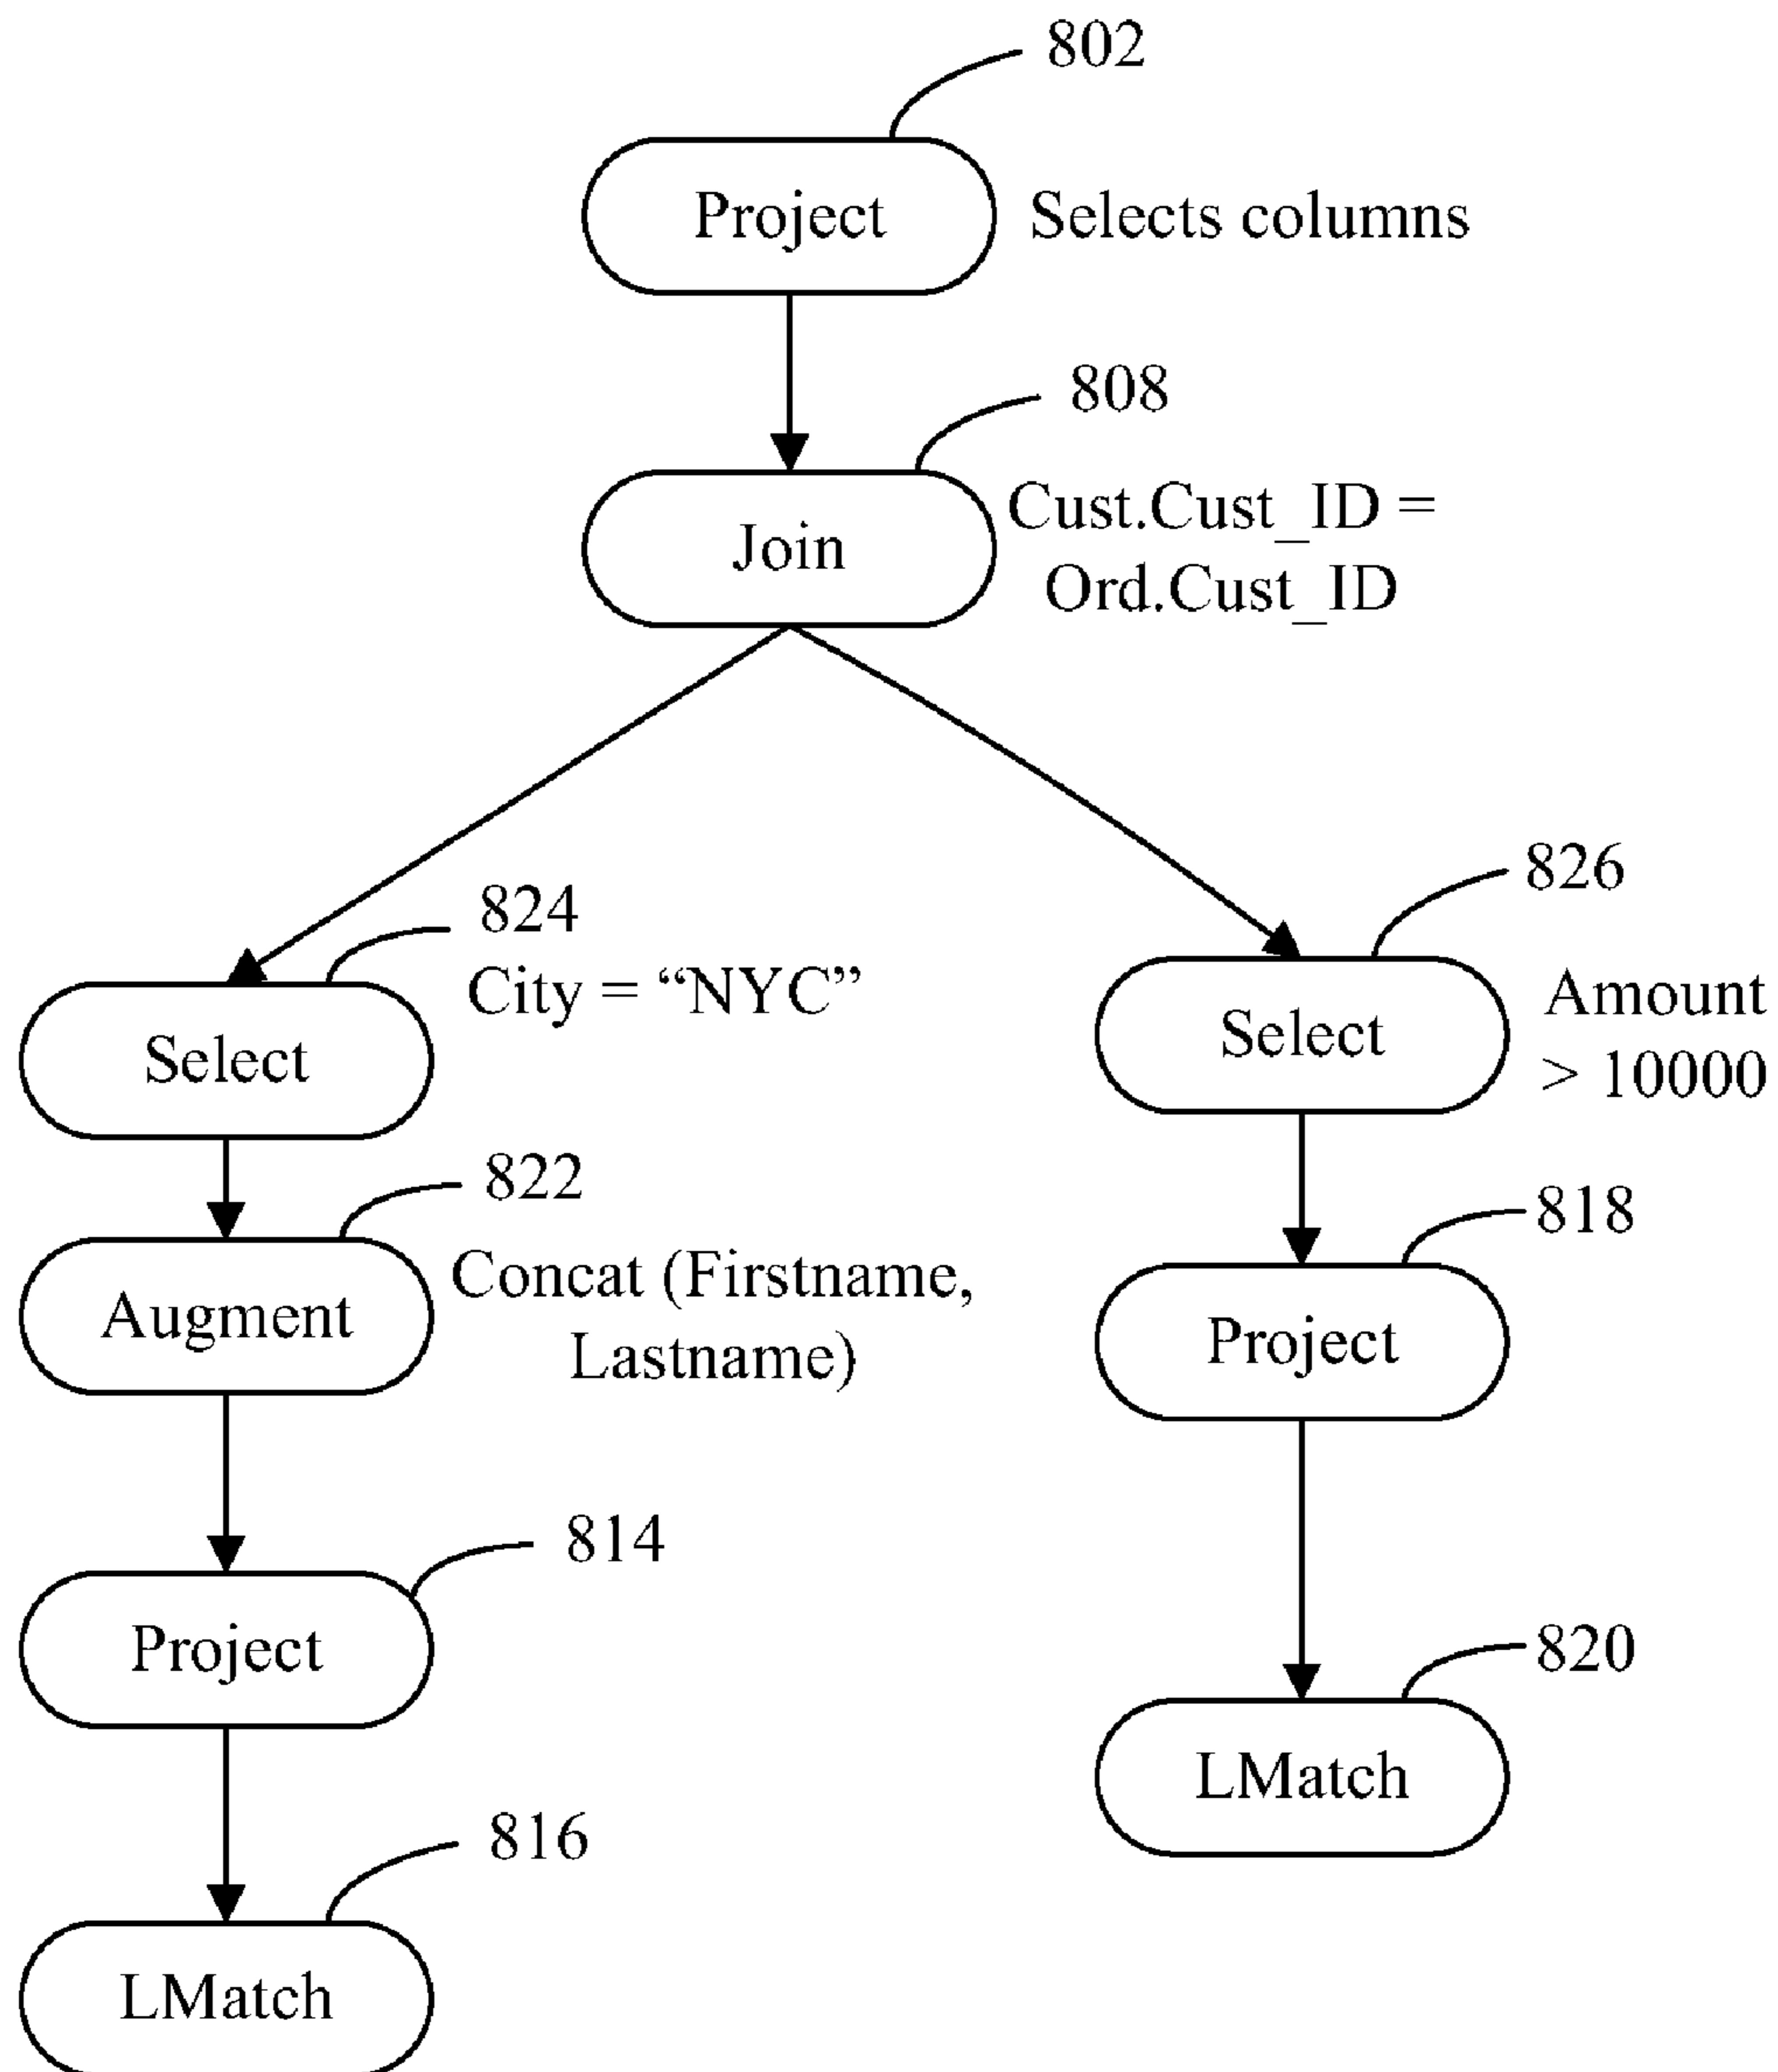 802
Project
Selects columns
808
Join
Cust.Cust_ID =
Ord.Cust_ID
824
City = “NYC”
Select
826
Select
Amount
> 10000
822
Augment
Concat (Firstname,
Lastname)
818
Project
814
Project
820
LMatch
816
LMatch